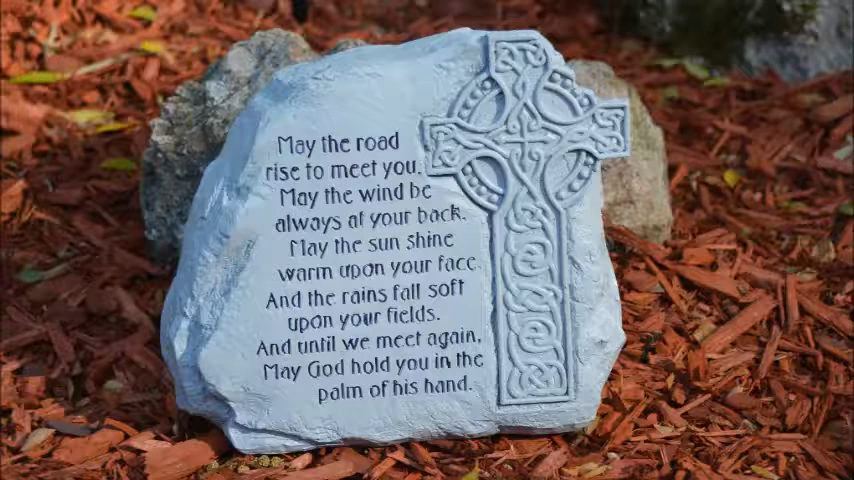 May the road
rise to meet you.
May the wind be
always at your back.
May the sun shine
warm upon your face.
And the rains fall soft
upon your fields.
And until we meet again,
May God hold you in the
palm of his hand.